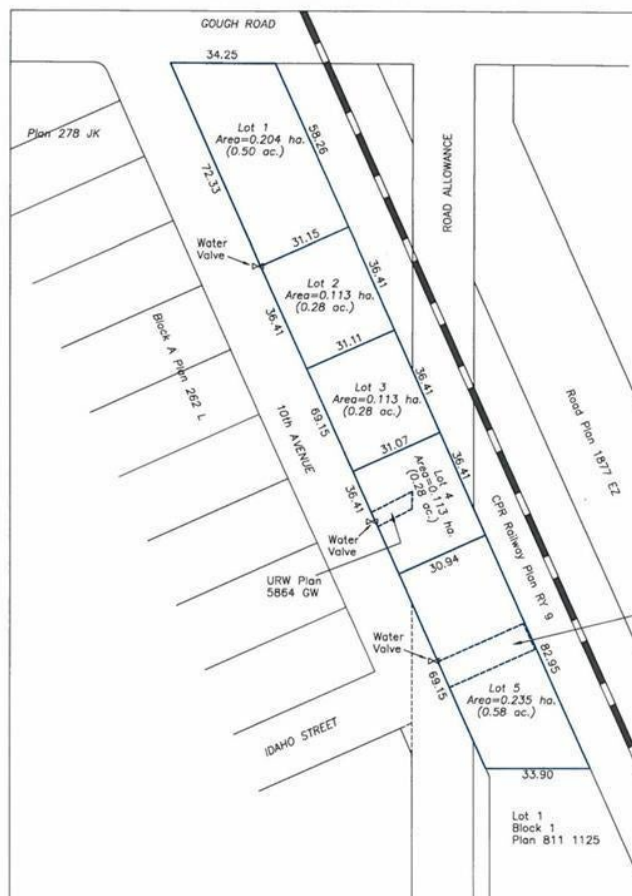 GOUGH ROAD
34.25
Plan 278 JK
Lot 1
Area=0.204 ha.
(0.50 ac.)
58.26
72.33
ROAD ALLOWANCE
Water
Valve
31.15
Lot 2
Area=0.113 ha.
(0.28 ac.)
36.41
36.41
31.11
Block A Plan 262 L
Lot 3
Area=0.113 ha.
(0.28 ac.)
36.41
69.15
10th AVENUE
31.07
Road Plan 1877 EZ
Lot 4
Area=0.113 ha.
(0.28 ac.)
36.41
36.41
Water
Valve
CPR Railway Plan RY 9
30.94
URW Plan
5864 GW
Water
Valve
82.95
69.15
Lot 5
Area=0.235 ha.
(0.58 ac.)
IDAHO STREET
33.90
Lot 1
Block 1
Plan 811 1125